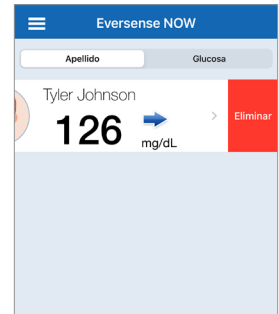 Eversense NOW
Apellido Glucosa
Tyler Johnson
126 mg/dL
Eliminar